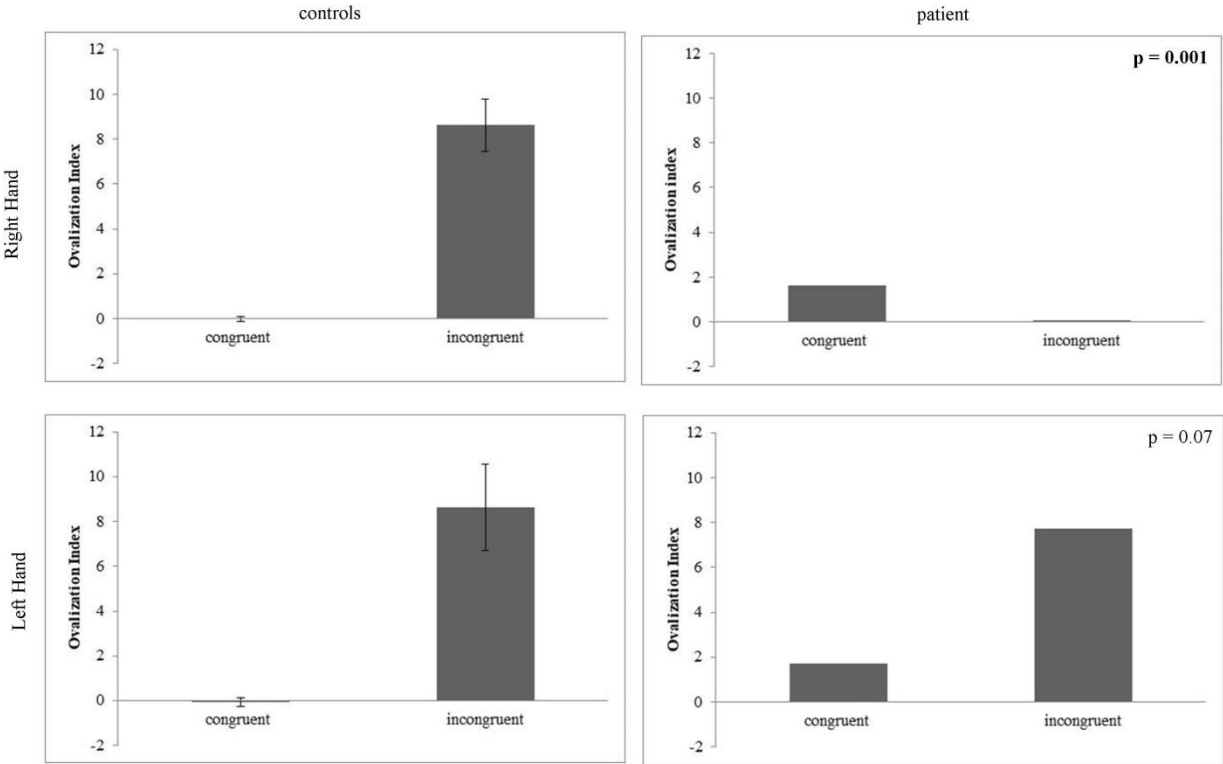 controls
patient
Right Hand
Ovalization Index
12
10
8
6
4
2
0
-2
congruent
incongruent
p = 0.001
Ovalization index
12
10
8
6
4
2
0
-2
congruent
incongruent
Left Hand
Ovalization Index
12
10
8
6
4
2
0
-2
congruent
incongruent
p = 0.07
Ovalization Index
12
10
8
6
4
2
0
-2
congruent
incongruent